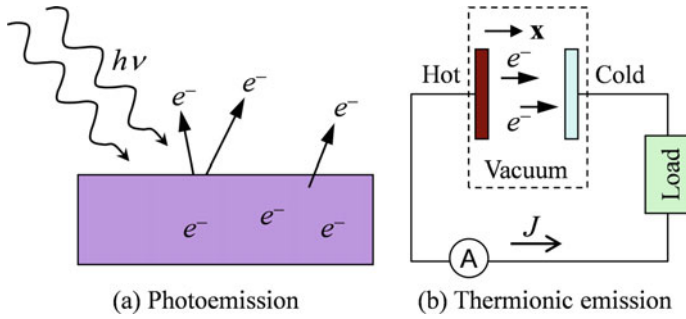 hν
e⁻
e⁻
e⁻
e⁻
e⁻
e⁻
(a) Photoemission
x
Hot
e⁻
e⁻
Cold
Vacuum
Load
J
A
(b) Thermionic emission